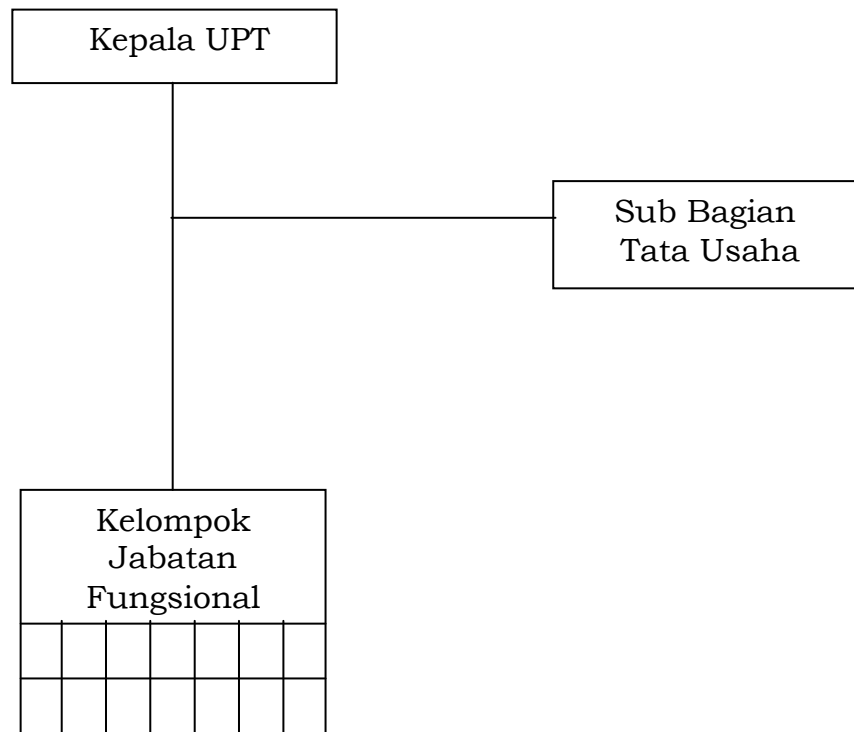 Kepala UPT
Sub Bagian
Tata Usaha
Kelompok
Jabatan
Fungsional